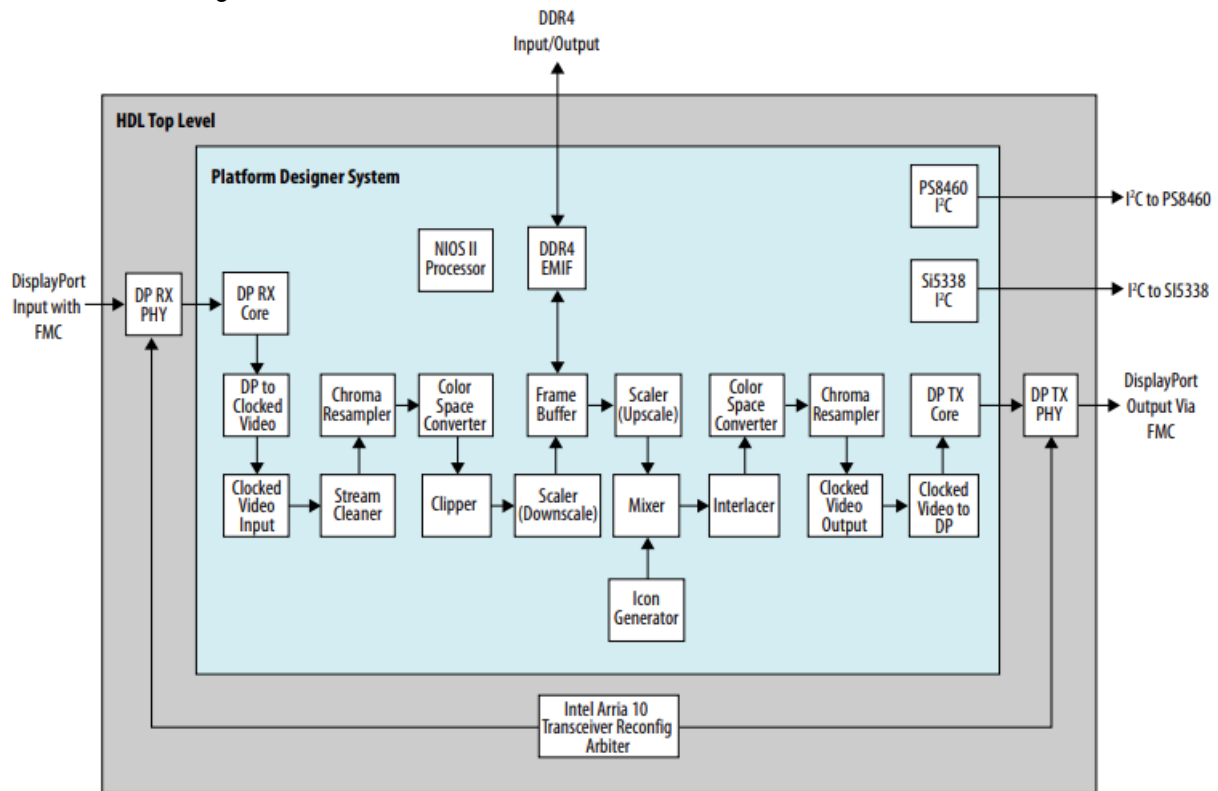 DDR4
Input/Output
HDL Top Level
Platform Designer System
PS8460
I²C
I²C to PS8460
NIOS II
Processor
DDR4
EMIF
Si5338
I²C
I²C to SI5338
DisplayPort
Input with
FMC
DP RX
PHY
DP RX
Core
DP to
Clocked
Video
Chroma
Resampler
Color
Space
Converter
Frame
Buffer
Scaler
(Upscale)
Color
Space
Converter
Chroma
Resampler
DP TX
Core
DP TX
PHY
DisplayPort
Output Via
FMC
Clocked
Video
Input
Stream
Cleaner
Clipper
Scaler
(Downscale)
Mixer
Interlacer
Clocked
Video
Output
Clocked
Video to
DP
Icon
Generator
Intel Arria 10
Transceiver Reconfig
Arbiter